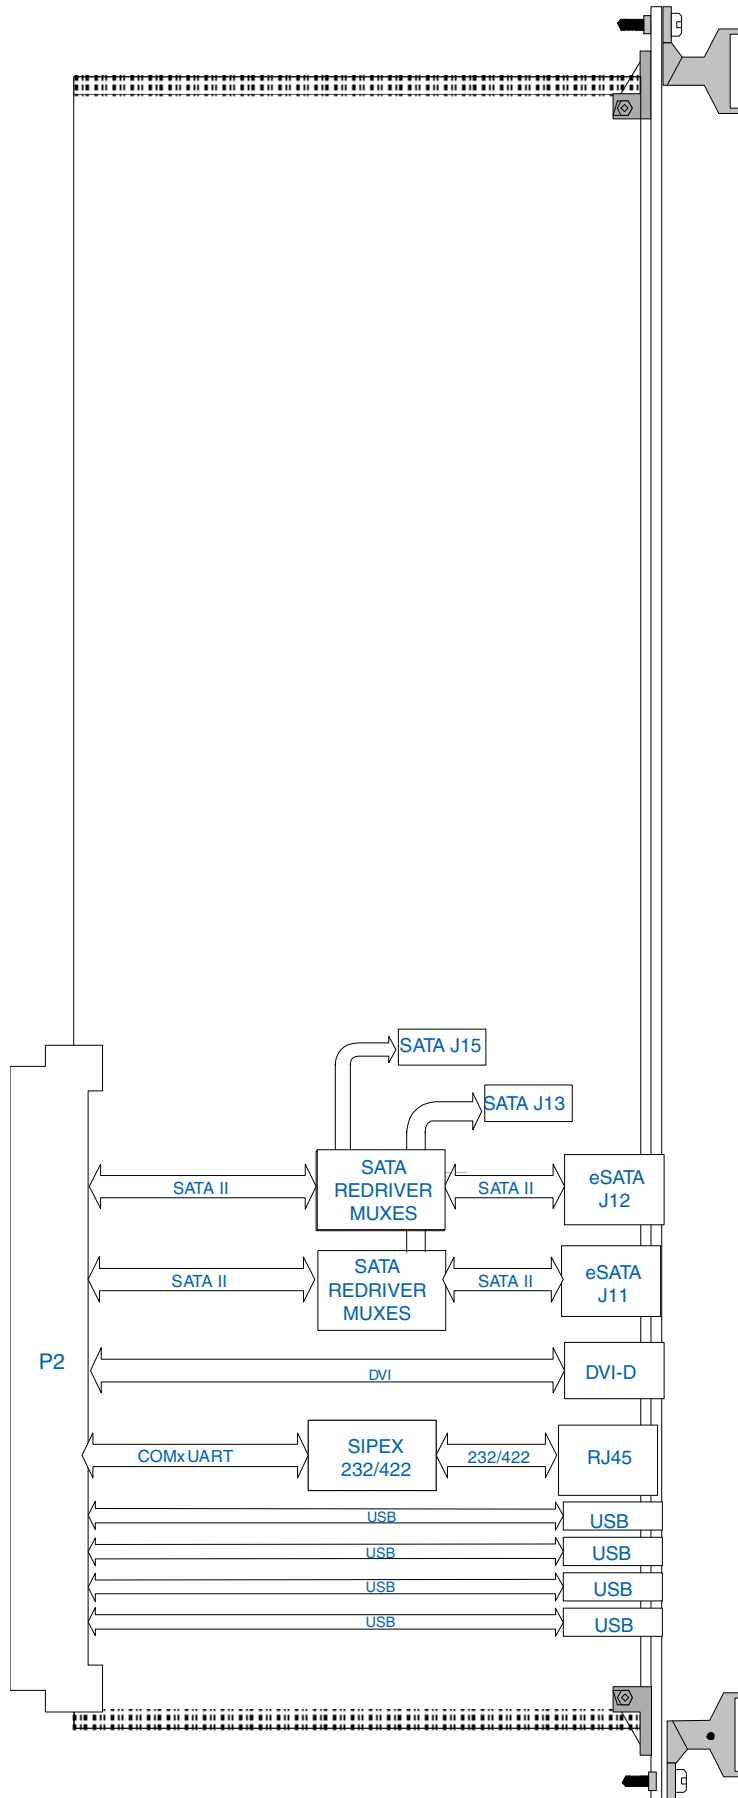 SATA J15
SATA J13
SATA II
SATA
REDRIVER
MUXES
SATA II
eSATA
J12
SATA II
SATA
REDRIVER
MUXES
SATA II
eSATA
J11
P2
DVI
DVI-D
COMx UART
SIPEX
232/422
232/422
RJ45
USB
USB
USB
USB
USB
USB
USB
USB